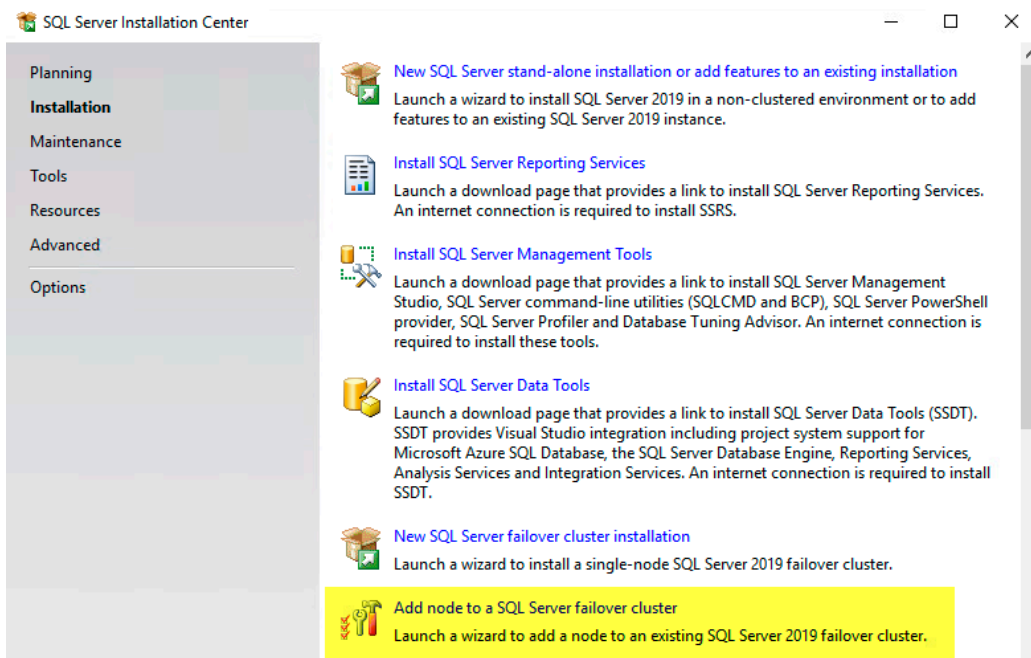 SQL Server Installation Center
Planning
Installation
Maintenance
Tools
Resources
Advanced
Options
New SQL Server stand-alone installation or add features to an existing installation
Launch a wizard to install SQL Server 2019 in a non-clustered environment or to add
features to an existing SQL Server 2019 instance.
Install SQL Server Reporting Services
Launch a download page that provides a link to install SQL Server Reporting Services.
An internet connection is required to install SSRS.
Install SQL Server Management Tools
Launch a download page that provides a link to install SQL Server Management
Studio, SQL Server command-line utilities (SQLCMD and BCP), SQL Server PowerShell
provider, SQL Server Profiler and Database Tuning Advisor. An internet connection is
required to install these tools.
Install SQL Server Data Tools
Launch a download page that provides a link to install SQL Server Data Tools (SSDT).
SSDT provides Visual Studio integration including project system support for
Microsoft Azure SQL Database, the SQL Server Database Engine, Reporting Services,
Analysis Services and Integration Services. An internet connection is required to install
SSDT.
New SQL Server failover cluster installation
Launch a wizard to install a single-node SQL Server 2019 failover cluster.
Add node to a SQL Server failover cluster
Launch a wizard to add a node to an existing SQL Server 2019 failover cluster.